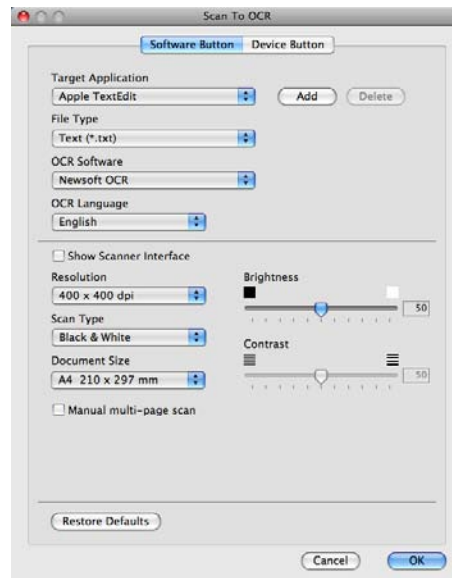 Scan To OCR
Software Button Device Button
Target Application
Apple TextEdit Add Delete
File Type
Text (*.txt)
OCR Software
Newsoft OCR
OCR Language
English
Show Scanner Interface
Resolution Brightness
400 x 400 dpi 50
Scan Type
Black & White Contrast
Document Size
A4 210 x 297 mm 50
Manual multi-page scan
Restore Defaults
Cancel OK